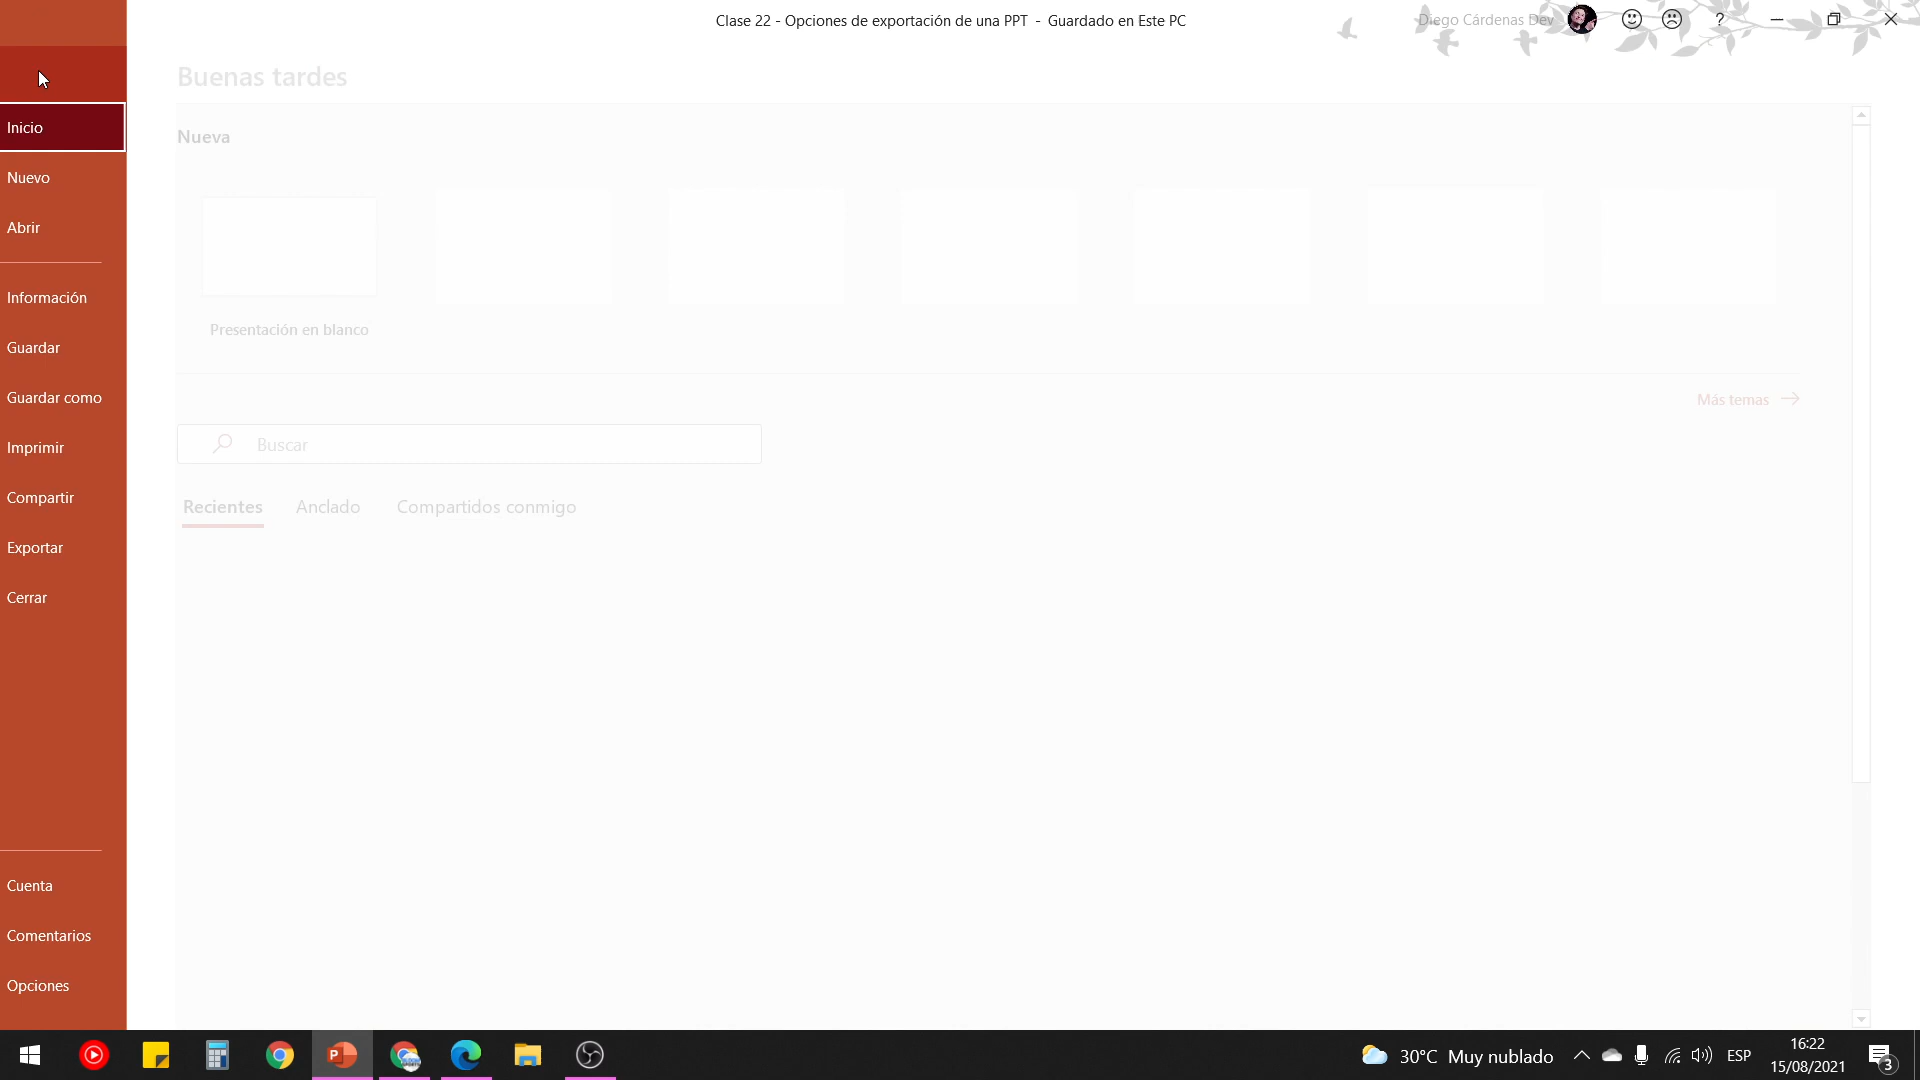 Clase 22 - Opciones de exportación de una PPT - Guardado en Este PC
Diego Cárdenas Dev
?
Buenas tardes
Inicio
Nuevo
Abrir
Información
Guardar
Guardar como
Imprimir
Compartir
Exportar
Cerrar
Cuenta
Comentarios
Opciones
Nueva
Presentación en blanco
Más temas
Buscar
Recientes Anclado Compartidos conmigo
30°C Muy nublado
ESP
16:22
15/08/2021
3